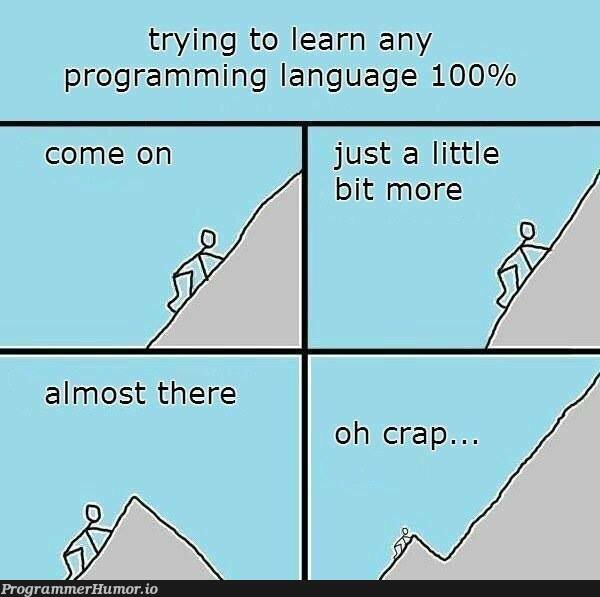 trying to learn any
programming language 100%
come on
just a little
bit more
almost there
oh crap...
ProgrammerHumor.io